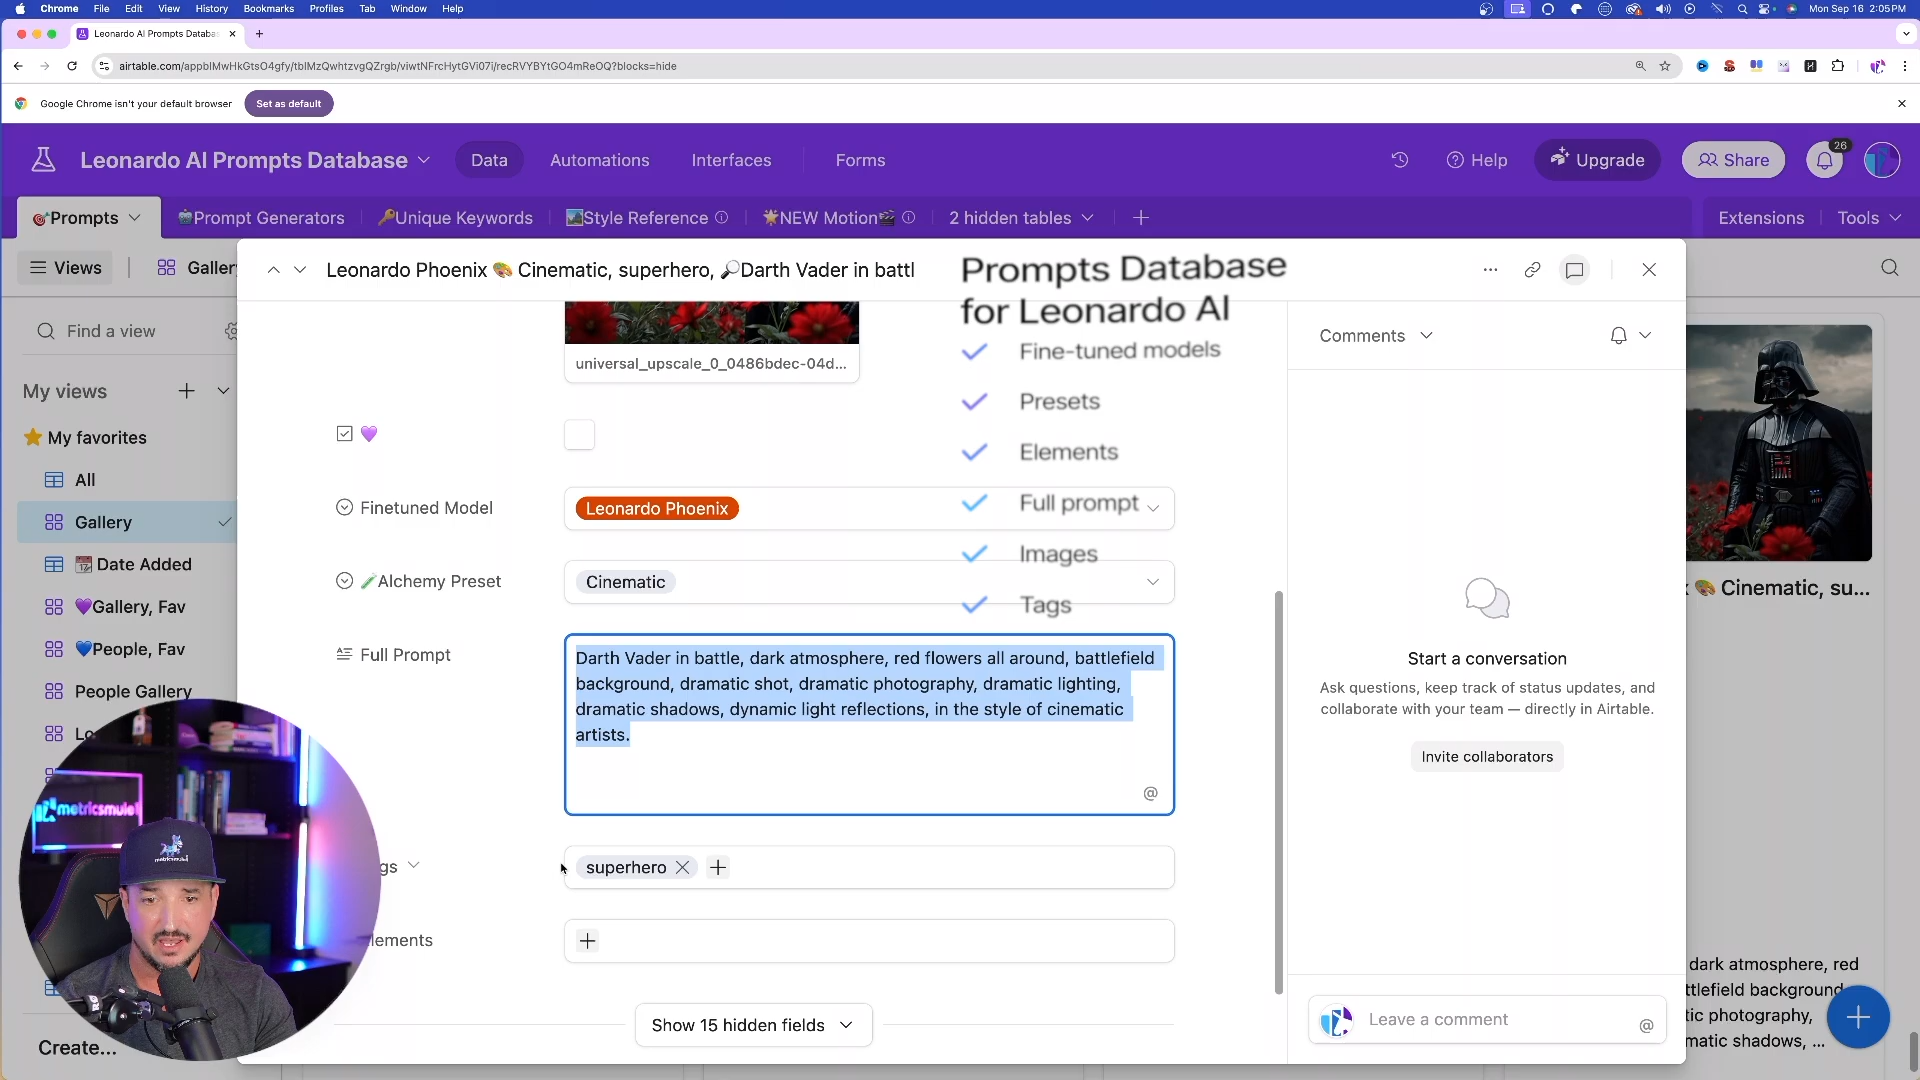 Chrome File Edit View History Bookmarks Profiles Tab Window Help
Mon Sep 16 2:05 PM
Leonardo AI Prompts Databa
airtable.com/appblMwHkGtsO4gfy/tblMzQwhtzvgQZrgb/viwtNFrcHytGVi07i/recRVYBYtGO4mReOQ?blocks=hide
Google Chrome isn't your default browser Set as default
Leonardo AI Prompts Database Data Automations Interfaces Forms Help Upgrade Share 26
🎯Prompts 🤖Prompt Generators 🔑Unique Keywords 🖼️Style Reference 🌟NEW Motion🎬 2 hidden tables Extensions Tools
Views Gallery
Leonardo Phoenix 🎨 Cinematic, superhero, 🔎Darth Vader in battl
Prompts Database
for Leonardo AI
Fine-tuned models
Presets
Elements
Full prompt
Images
Tags
Find a view
My views
⭐ My favorites
All
Gallery
📆 Date Added
💜Gallery, Fav
💙People, Fav
People Gallery
Create...
universal_upscale_0_0486bdec-04d...
💜
Finetuned Model Leonardo Phoenix
🧪Alchemy Preset Cinematic
Full Prompt
Darth Vader in battle, dark atmosphere, red flowers all around, battlefield
background, dramatic shot, dramatic photography, dramatic lighting,
dramatic shadows, dynamic light reflections, in the style of cinematic
artists.
@
gs superhero
lements
Show 15 hidden fields
Comments
Start a conversation
Ask questions, keep track of status updates, and
collaborate with your team — directly in Airtable.
Invite collaborators
Leave a comment @
🎨 Cinematic, su...
dark atmosphere, red
ttlefield background,
tic photography,
matic shadows, ...
metricsmule
metricsmule